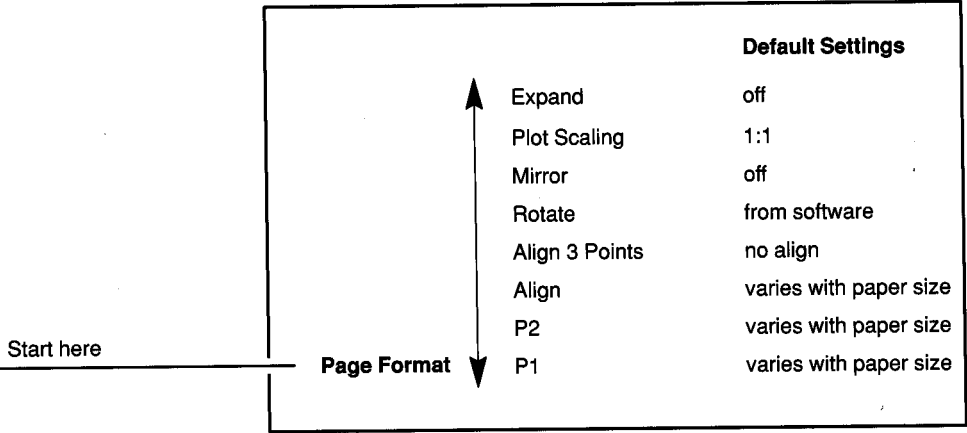 Default Settings
Expand off
Plot Scaling 1:1
Mirror off
Rotate from software
Align 3 Points no align
Align varies with paper size
P2 varies with paper size
Start here
Page Format P1 varies with paper size